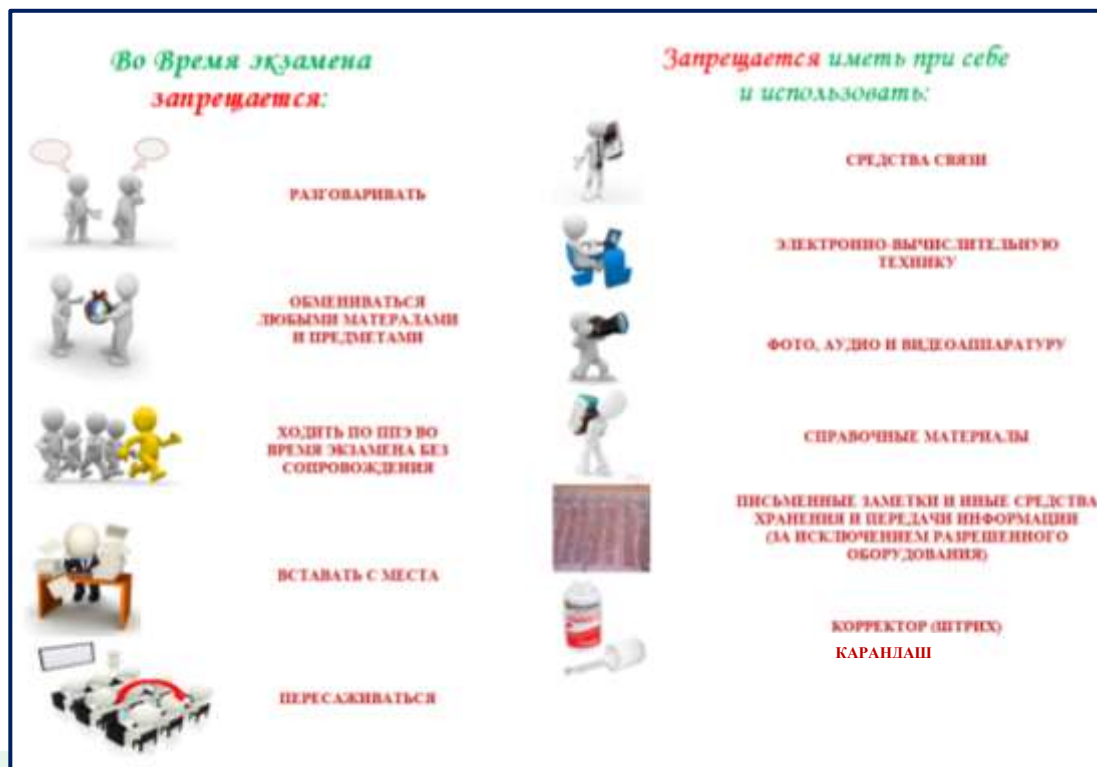 Во Время экзамена
запрещается:
РАЗГОВАРИВАТЬ
ОБМЕНИВАТЬСЯ
ЛЮБЫМИ МАТЕРАЛАМИ
И ПРЕДМЕТАМИ
ХОДИТЬ ПО ППЭ ВО
ВРЕМЯ ЭКЗАМЕНА БЕЗ
СОПРОВОЖДЕНИЯ
ВСТАВАТЬ С МЕСТА
ПЕРЕСАЖИВАТЬСЯ
Запрещается иметь при себе
и использовать:
СРЕДСТВА СВЯЗИ
ЭЛЕКТРОННО-ВЫЧИСЛИТЕЛЬНУЮ
ТЕХНИКУ
ФОТО, АУДИО И ВИДЕОАППАРАТУРУ
СПРАВОЧНЫЕ МАТЕРИАЛЫ
ПИСЬМЕННЫЕ ЗАМЕТКИ И ИНЫЕ СРЕДСТВА
ХРАНЕНИЯ И ПЕРЕДАЧИ ИНФОРМАЦИИ
(ЗА ИСКЛЮЧЕНИЕМ РАЗРЕШЕННОГО
ОБОРУДОВАНИЯ)
КОРРЕКТОР (ШТРИХ)
КАРАНДАШ